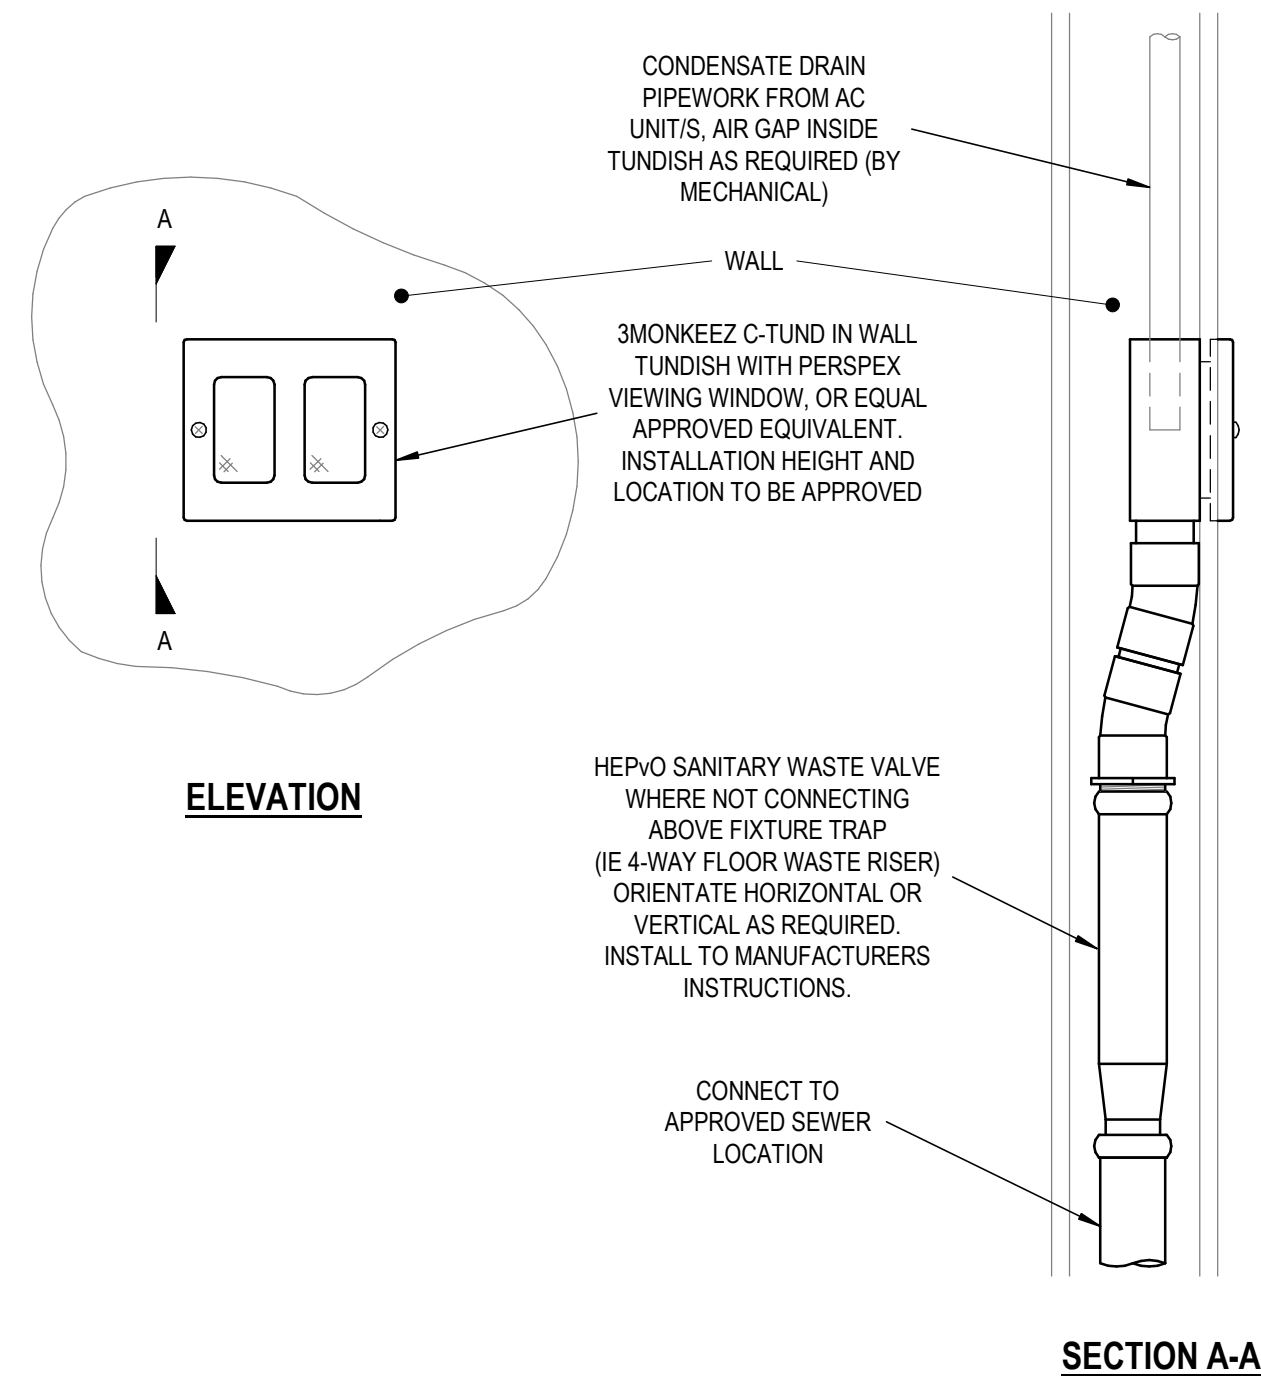 CONDENSATE DRAIN
PIPEWORK FROM AC
UNIT/S, AIR GAP INSIDE
TUNDISH AS REQUIRED (BY
MECHANICAL)
A
WALL
3MONKEEZ C-TUND IN WALL
TUNDISH WITH PERSPEX
VIEWING WINDOW, OR EQUAL
APPROVED EQUIVALENT.
INSTALLATION HEIGHT AND
LOCATION TO BE APPROVED
A
ELEVATION
HEPvO SANITARY WASTE VALVE
WHERE NOT CONNECTING
ABOVE FIXTURE TRAP
(IE 4-WAY FLOOR WASTE RISER)
ORIENTATE HORIZONTAL OR
VERTICAL AS REQUIRED.
INSTALL TO MANUFACTURERS
INSTRUCTIONS.
CONNECT TO
APPROVED SEWER
LOCATION
SECTION A-A